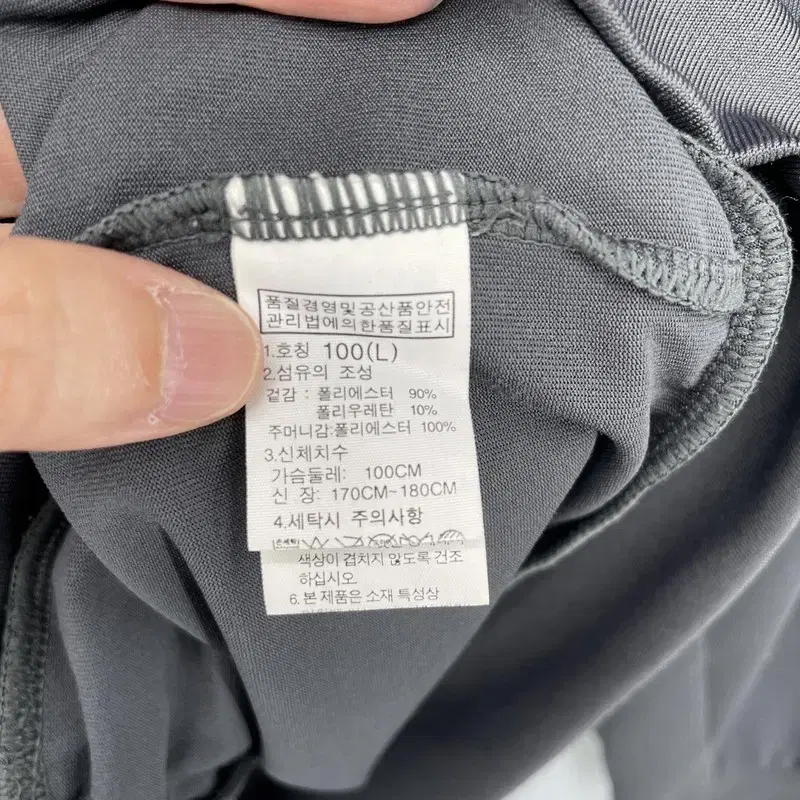 품질경영및공산품안전
관리법에의한품질표시
1.호칭 100(L)
2.섬유의 조성
겉감 : 폴리에스터 90%
폴리우레탄 10%
주머니감:폴리에스터 100%
3.신체치수
가슴둘레: 100CM
신 장: 170CM~180CM
4.세탁시 주의사항
색상이 겹치지 않도록 건조
하십시오.
6.본 제품은 소재 특성상